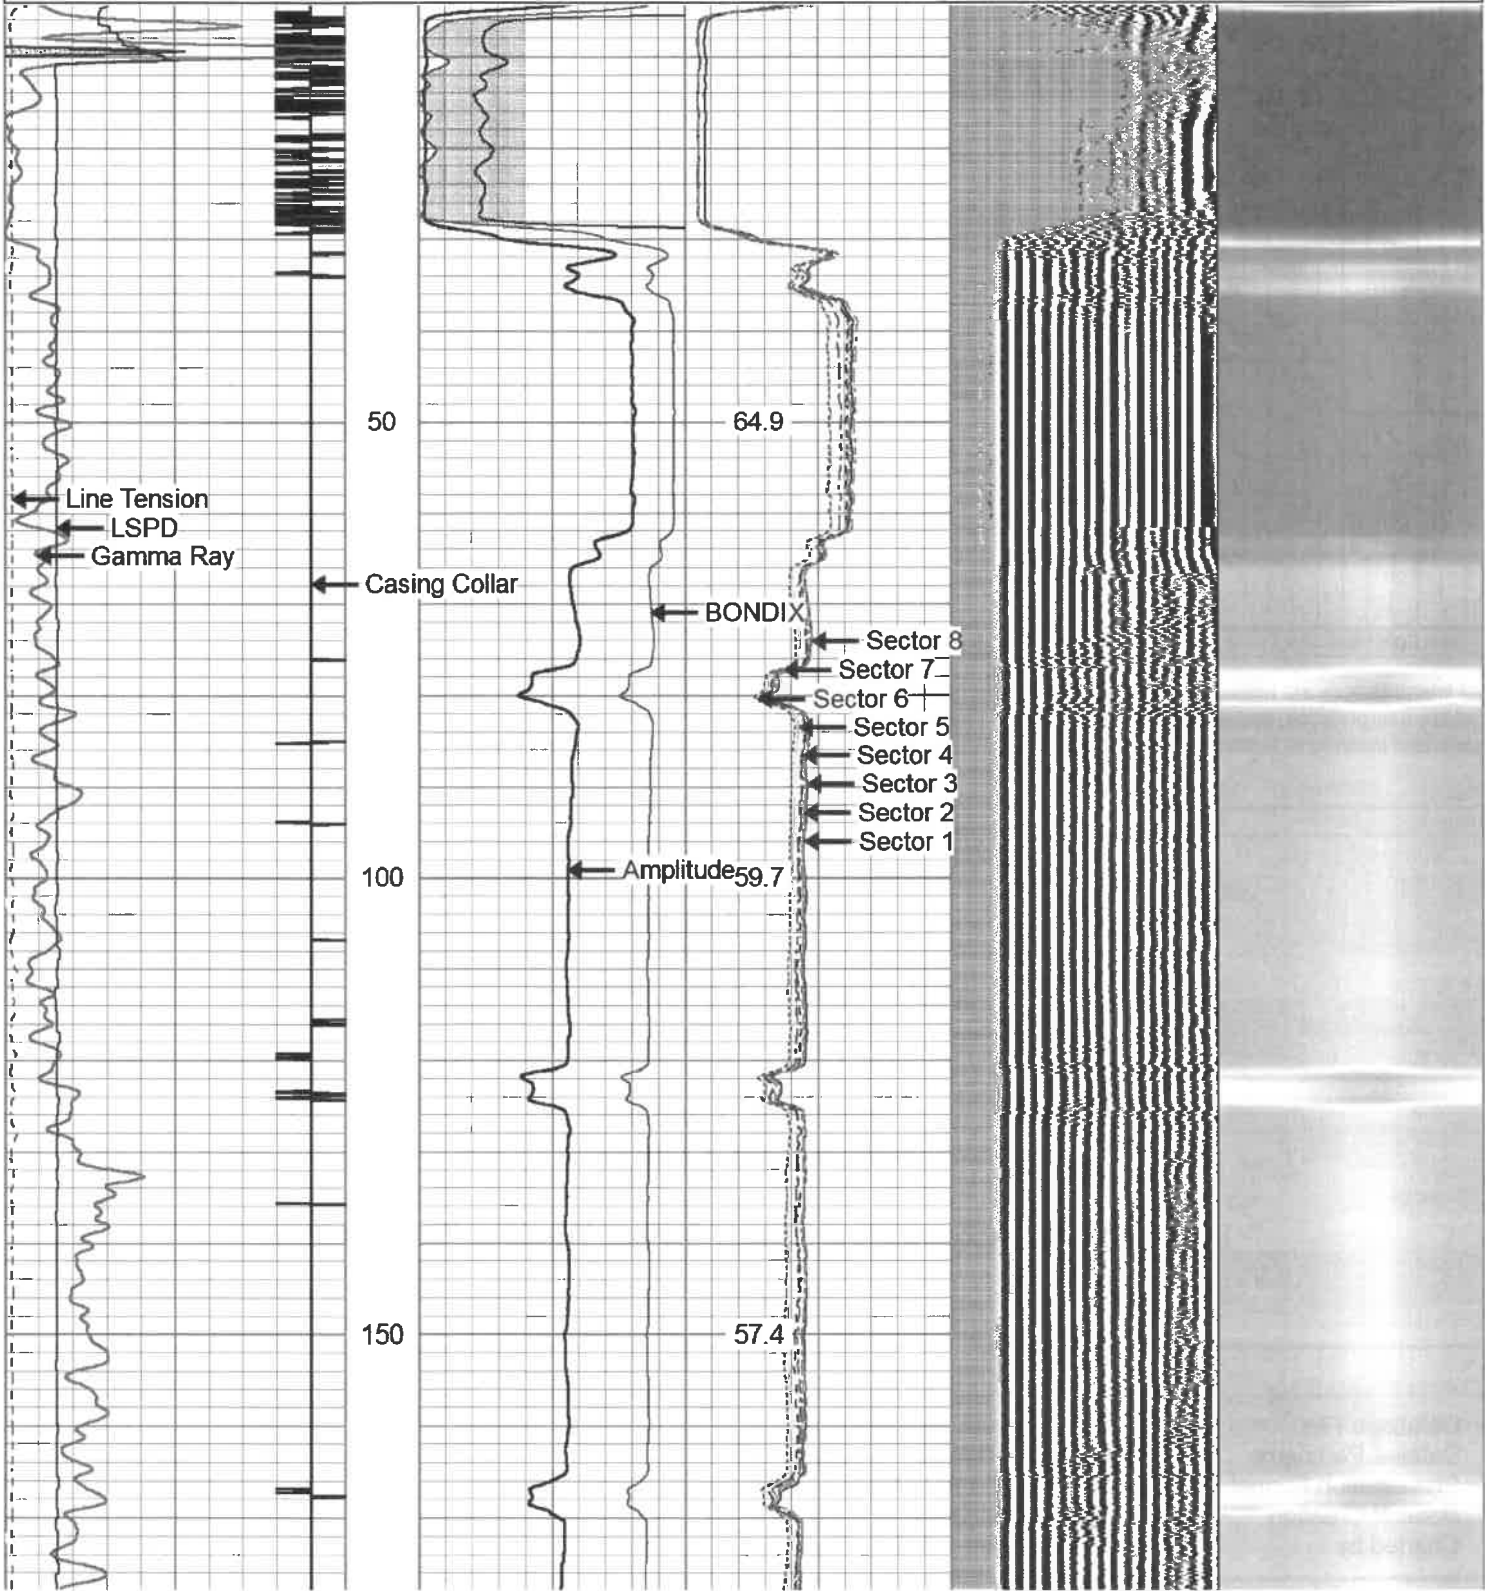 50
64.9
Line Tension
LSPD
Gamma Ray
Casing Collar
BONDIX
Sector 8
Sector 7
Sector 6
Sector 5
Sector 4
Sector 3
Sector 2
Sector 1
100
Amplitude
59.7
150
57.4